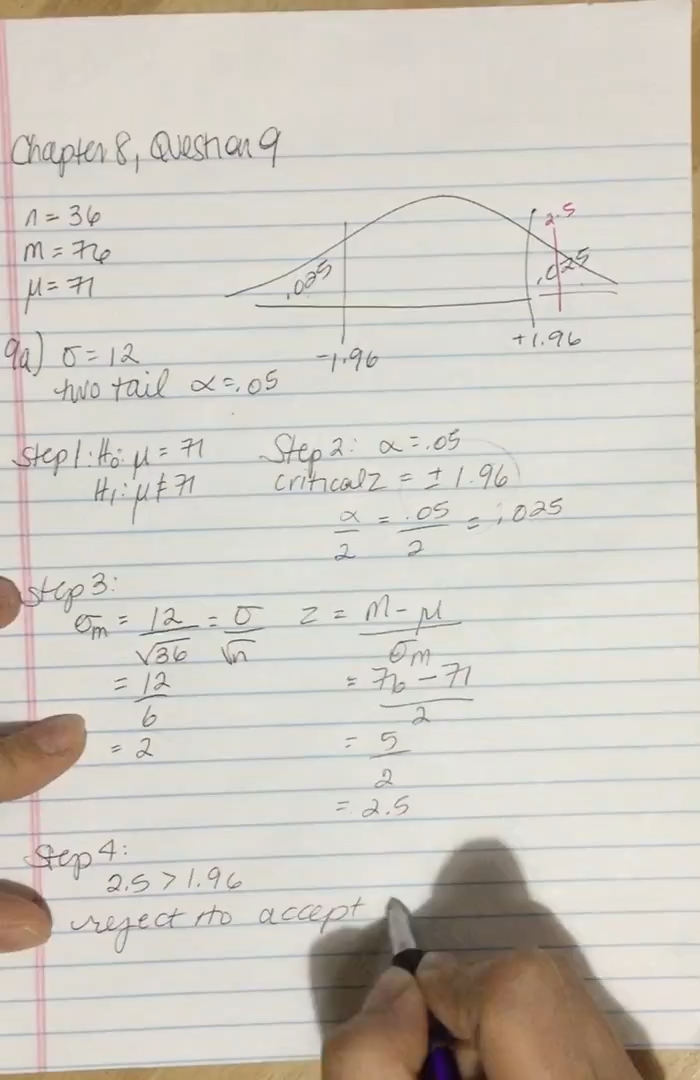 Chapter 8, Question 9
n = 36
m = 76
μ = 71
.025
.025
2.5
-1.96
+1.96
9a) σ = 12
two tail α = .05
Step 1: H₀: μ = 71
H₁: μ ≠ 71
Step 2: α = .05
critical z = ± 1.96
α/2 = .05/2 = .025
Step 3:
σm = 12/√36 = σ/√n
= 12/6
= 2
z = m - μ/σm
= 76 - 71/2
= 5/2
= 2.5
Step 4:
2.5 > 1.96
reject Ho accept